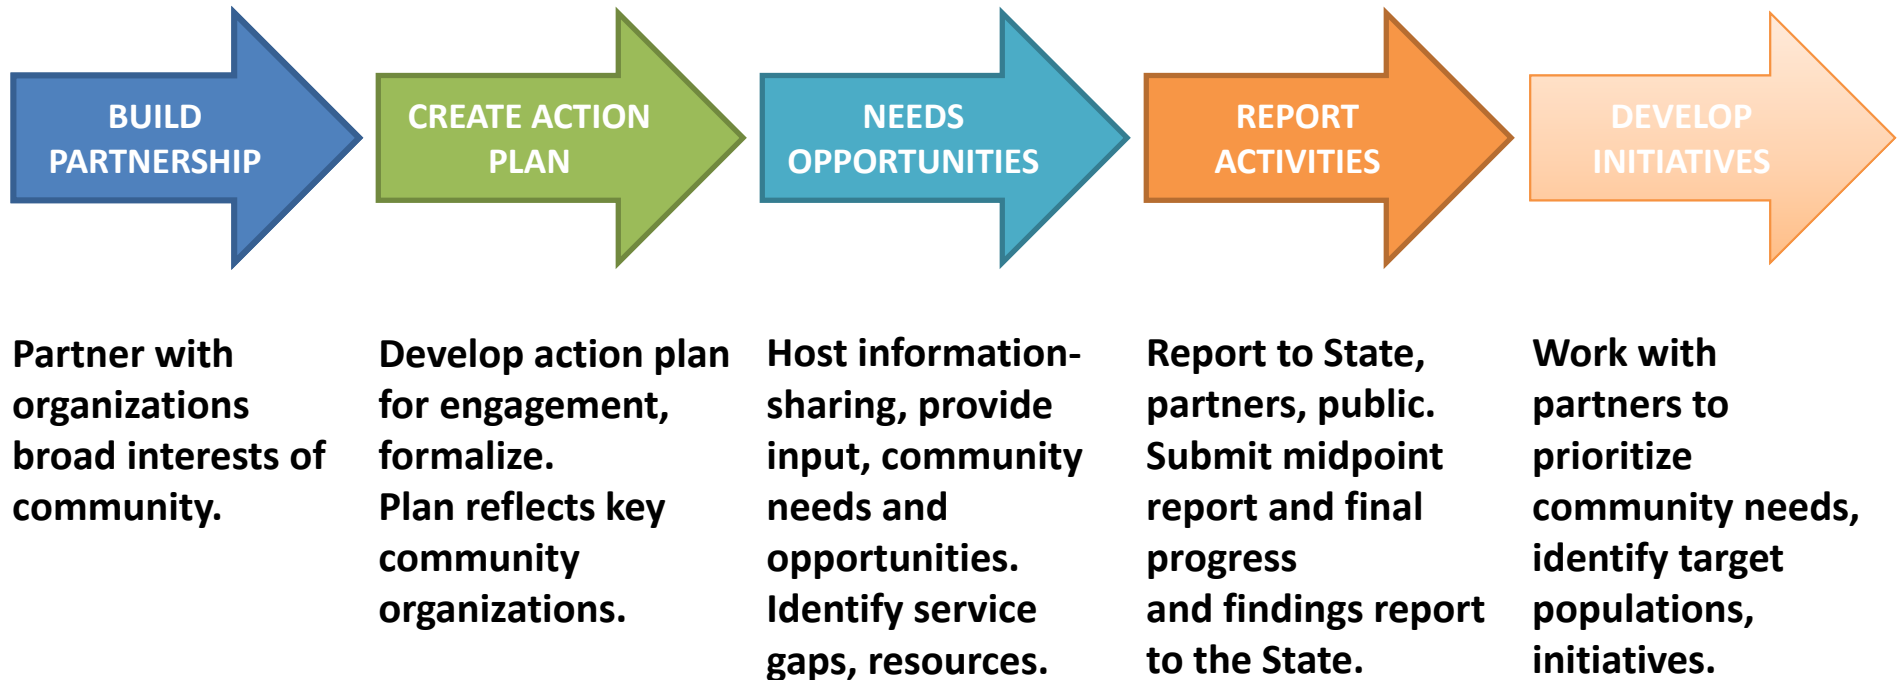 BUILD
PARTNERSHIP
CREATE ACTION
PLAN
NEEDS
OPPORTUNITIES
REPORT
ACTIVITIES
DEVELOP
INITIATIVES
Partner with
organizations
broad interests of
community.
Develop action plan
for engagement,
formalize.
Plan reflects key
community
organizations.
Host information-
sharing, provide
input, community
needs and
opportunities.
Identify service
gaps, resources.
Report to State,
partners, public.
Submit midpoint
report and final
progress
and findings report
to the State.
Work with
partners to
prioritize
community needs,
identify target
populations,
initiatives.